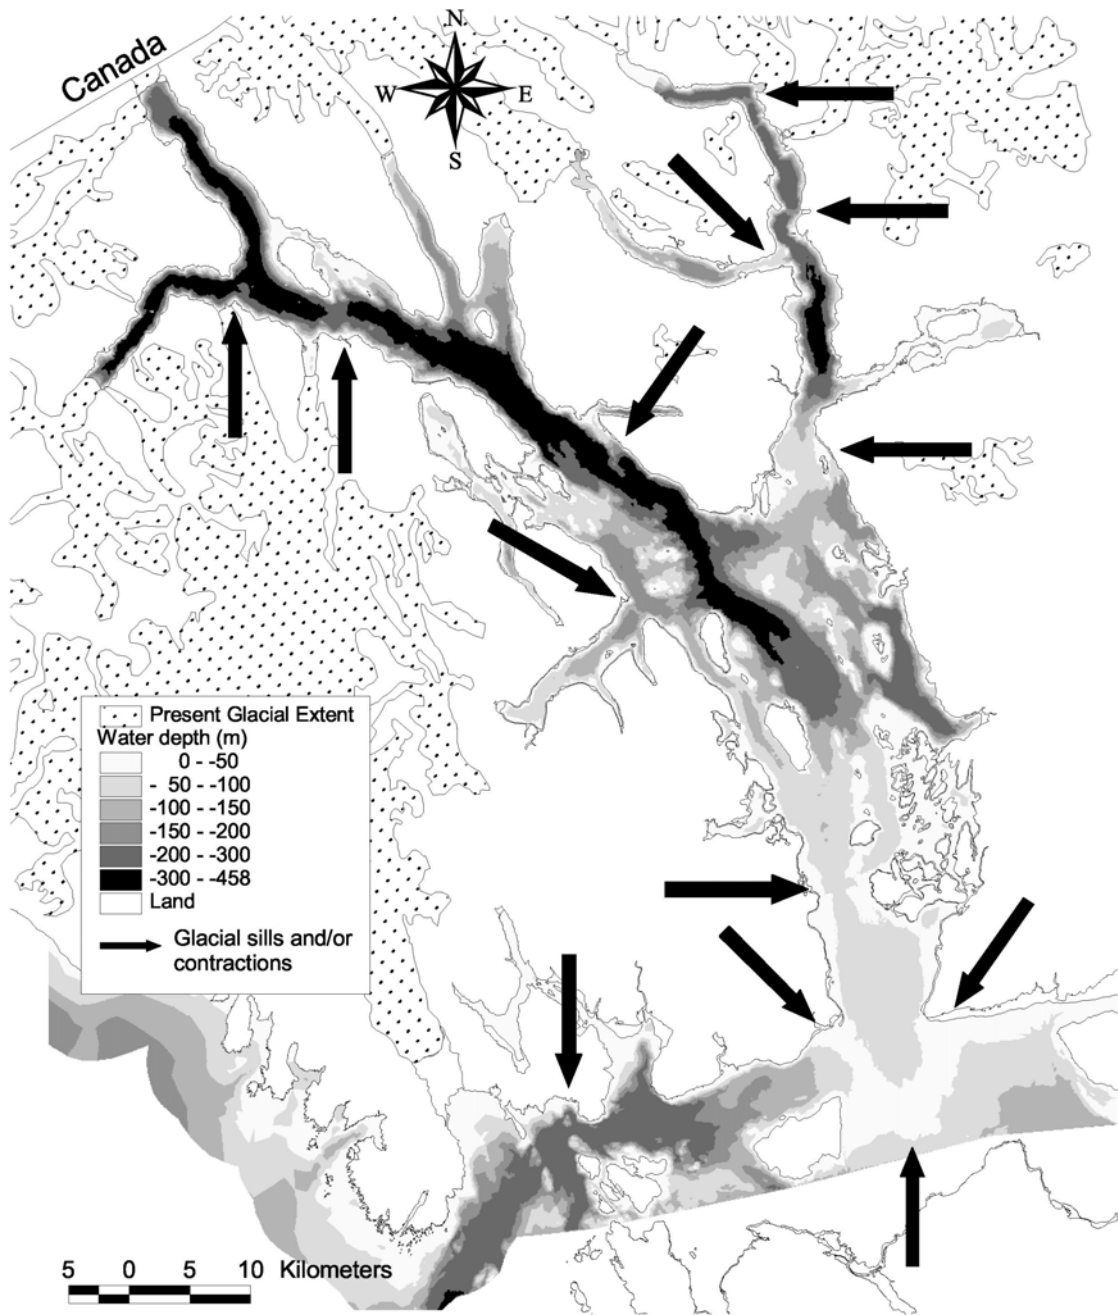 Canada
N
W E
S
Present Glacial Extent
Water depth (m)
0 - -50
- 50 - -100
-100 - -150
-150 - -200
-200 - -300
-300 - -458
Land
Glacial sills and/or
contractions
5 0 5 10 Kilometers